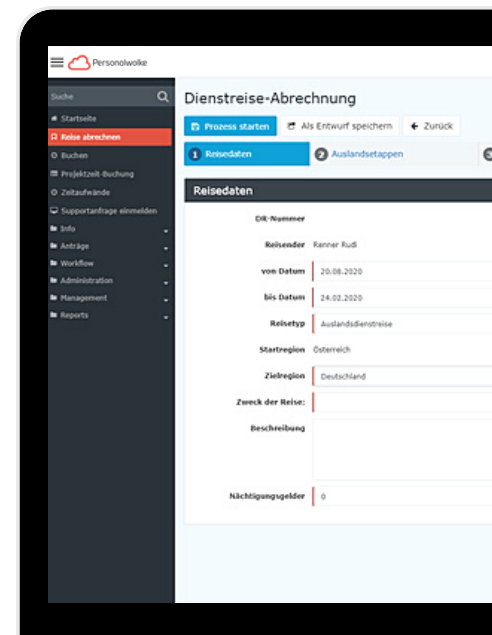 Personalwolke
Suche
Startseite
Reise abrechnen
Buchen
Projektzeit-Buchung
Zeitaufwände
Supportanfrage einmelden
Info
Anträge
Workflow
Administration
Management
Reports
Dienstreise-Abrechnung
Prozess starten
Als Entwurf speichern
Zurück
1 Reisedaten
2 Auslandsetappen
3
Reisedaten
DR-Nummer
Reisender Renner Rudi
von Datum 20.08.2020
bis Datum 24.02.2020
Reisetyp Auslandsdienstreise
Startregion Österreich
Zielregion Deutschland
Zweck der Reise:
Beschreibung
Nächtigungsgelder 0